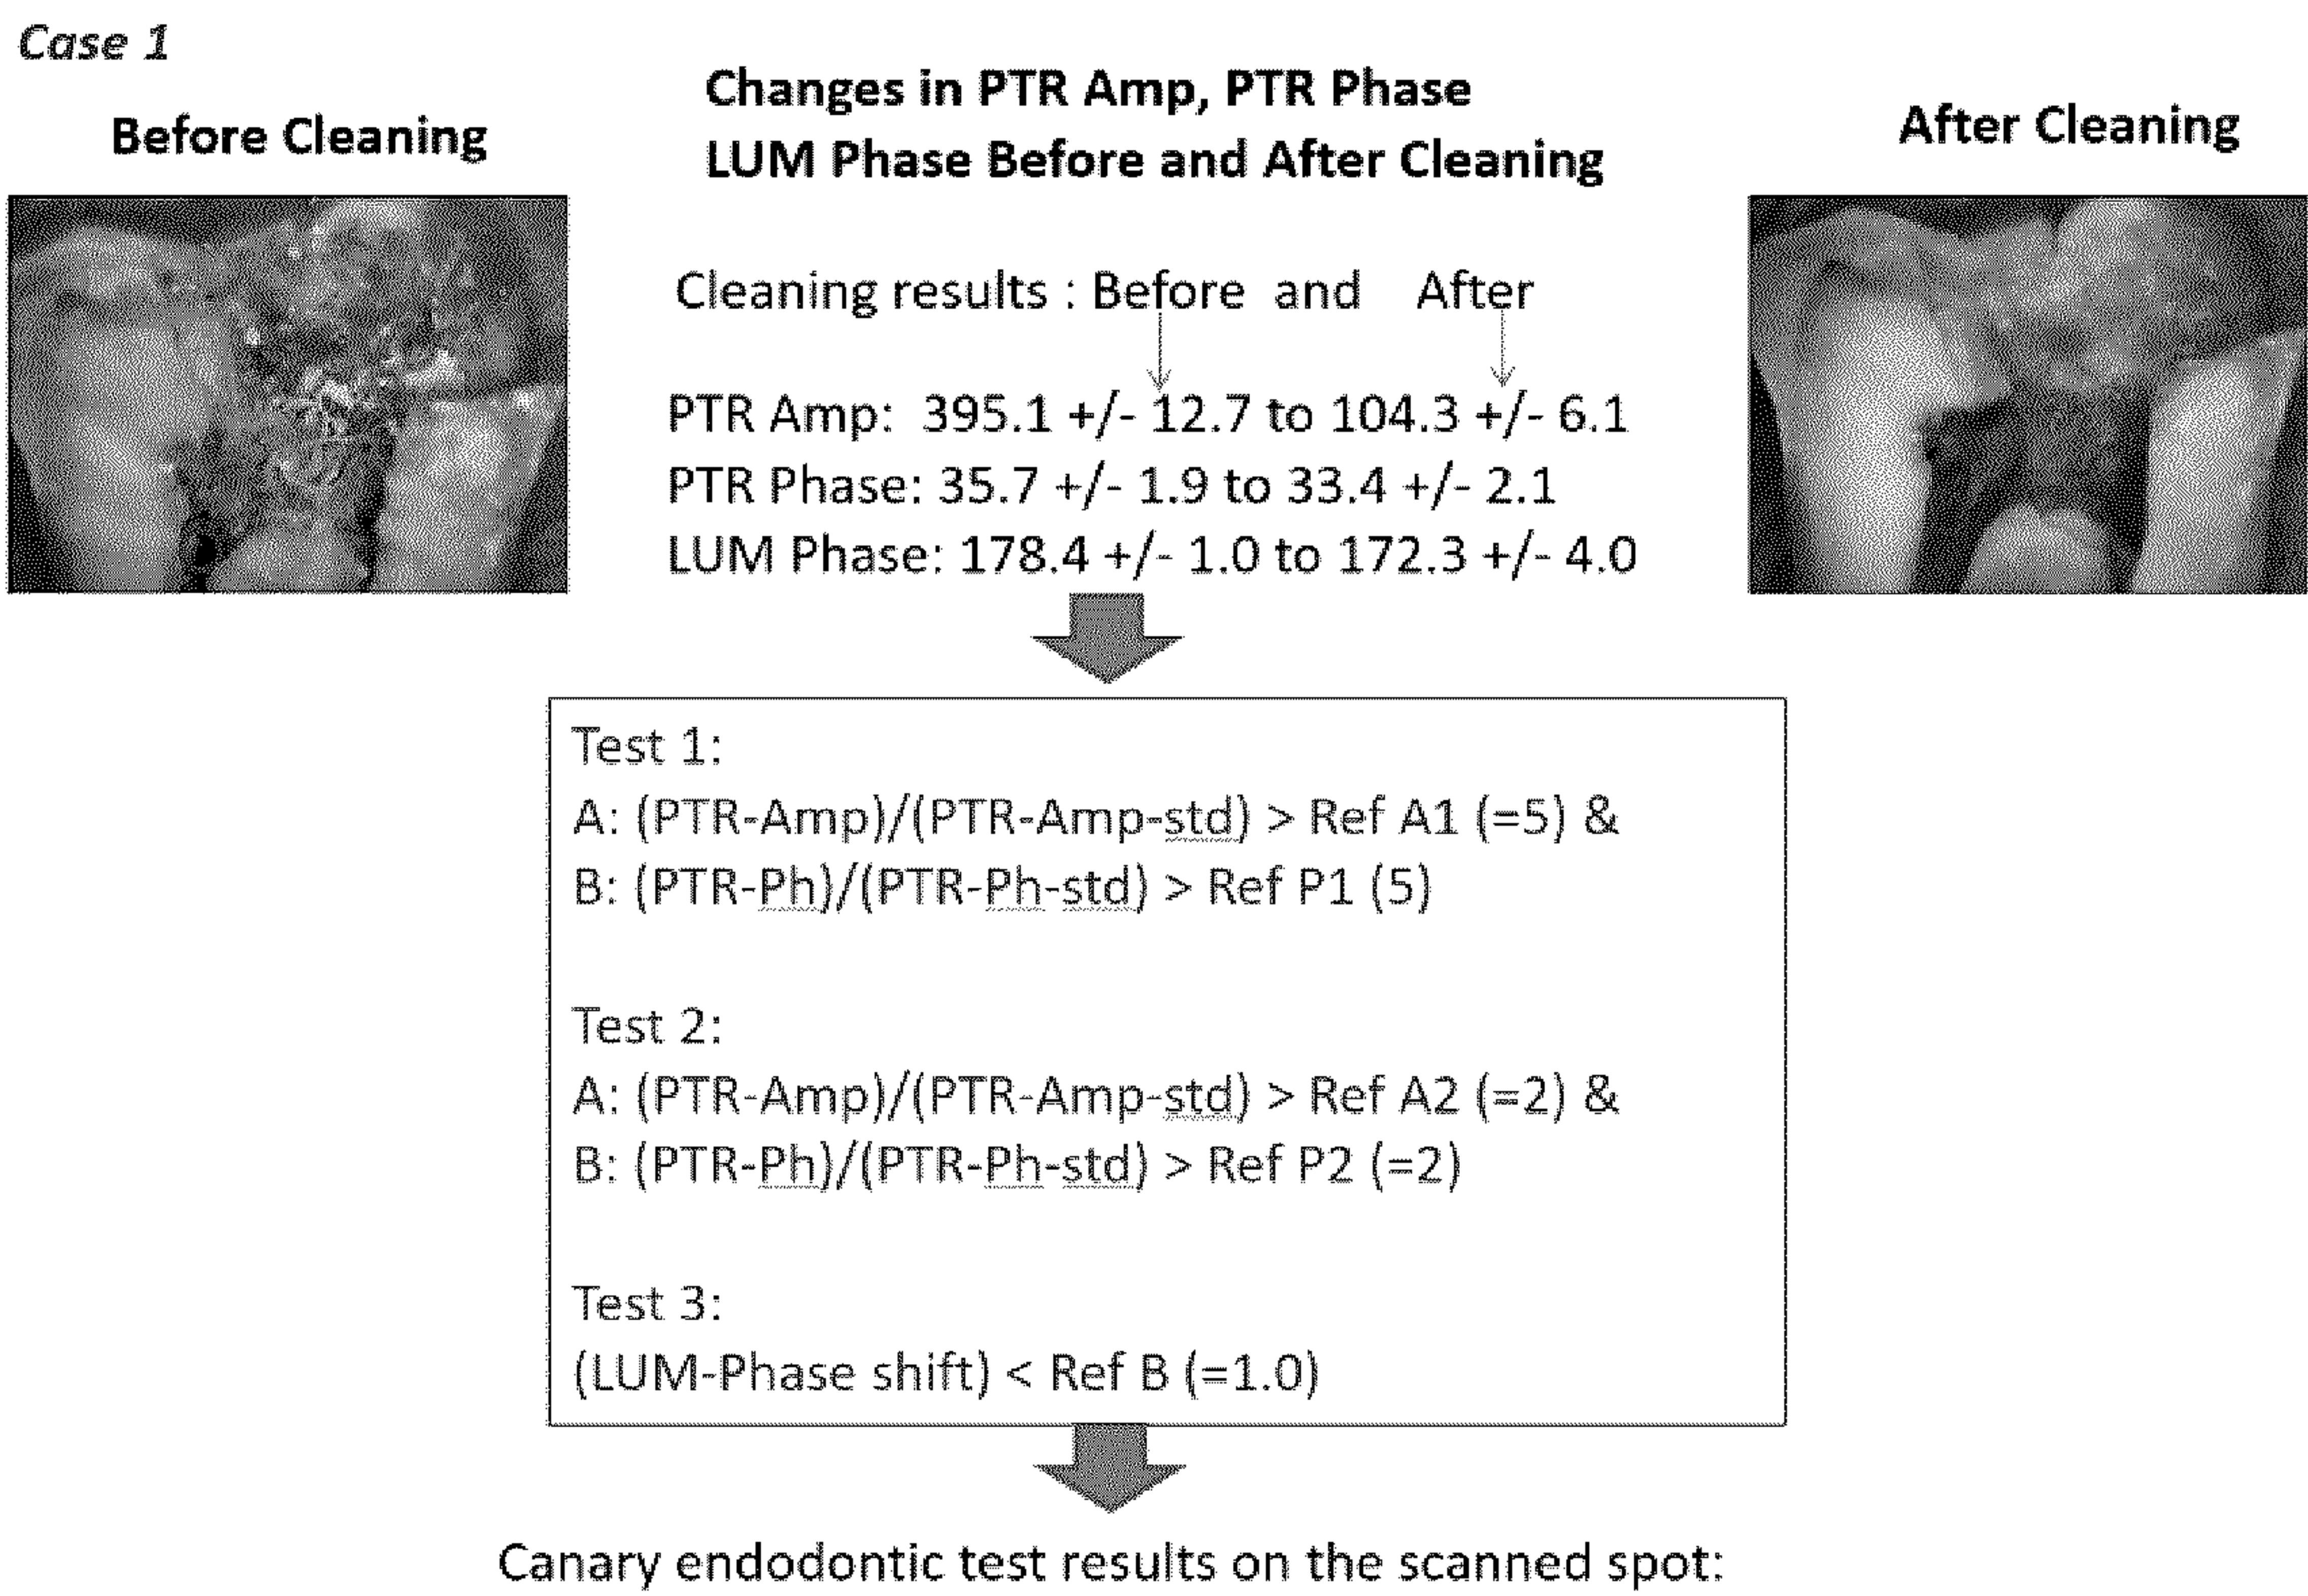 Case 1
Before Cleaning
Changes in PTR Amp, PTR Phase
LUM Phase Before and After Cleaning
After Cleaning
Cleaning results : Before and After
PTR Amp: 395.1 +/- 12.7 to 104.3 +/- 6.1
PTR Phase: 35.7 +/- 1.9 to 33.4 +/- 2.1
LUM Phase: 178.4 +/- 1.0 to 172.3 +/- 4.0
Test 1:
A: (PTR-Amp)/(PTR-Amp-std) > Ref A1 (=5) &
B: (PTR-Ph)/(PTR-Ph-std) > Ref P1 (5)
Test 2:
A: (PTR-Amp)/(PTR-Amp-std) > Ref A2 (=2) &
B: (PTR-Ph)/(PTR-Ph-std) > Ref P2 (=2)
Test 3:
(LUM-Phase shift) < Ref B (=1.0)
Canary endodontic test results on the scanned spot: